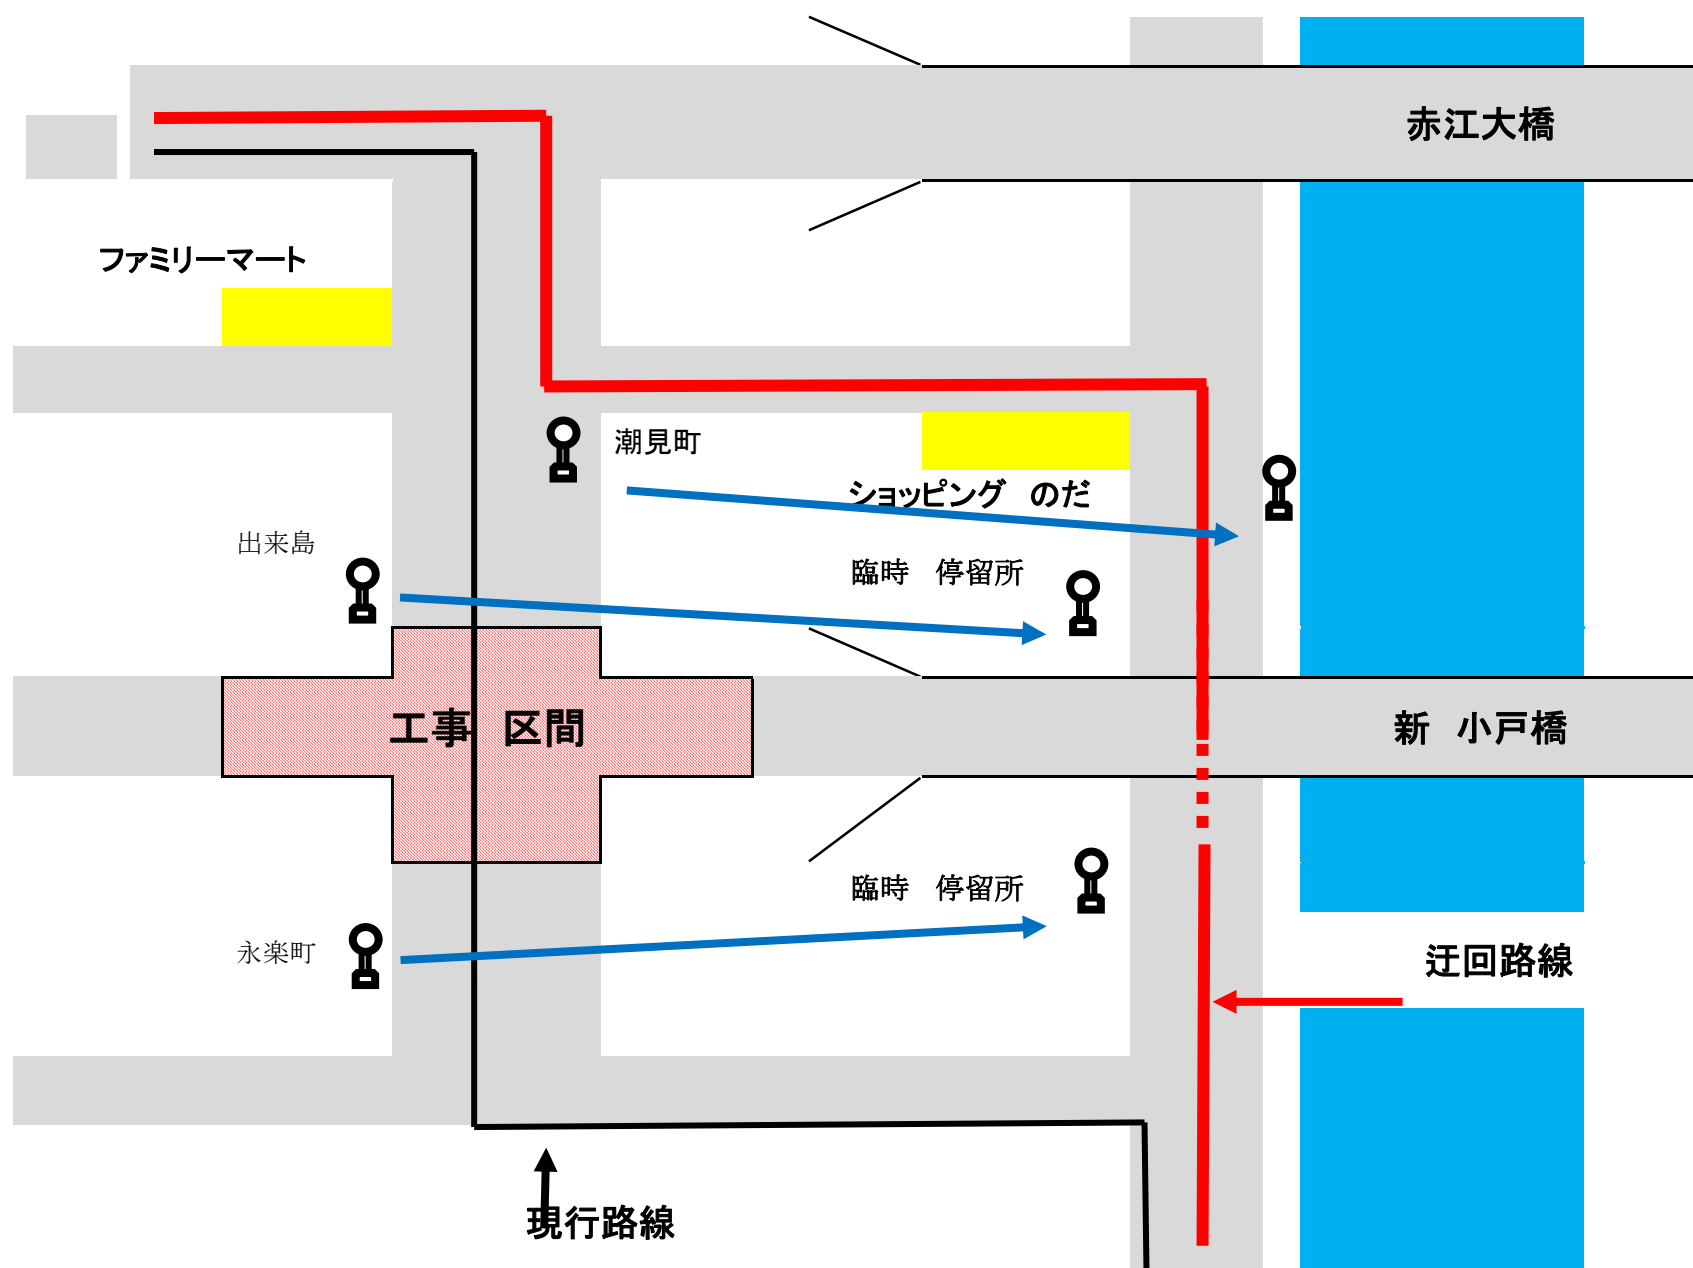 赤江大橋
ファミリーマート
潮見町
ショッピング　のだ
出来島
臨時　停留所
工事　区間
新　小戸橋
臨時　停留所
永楽町
迂回路線
現行路線